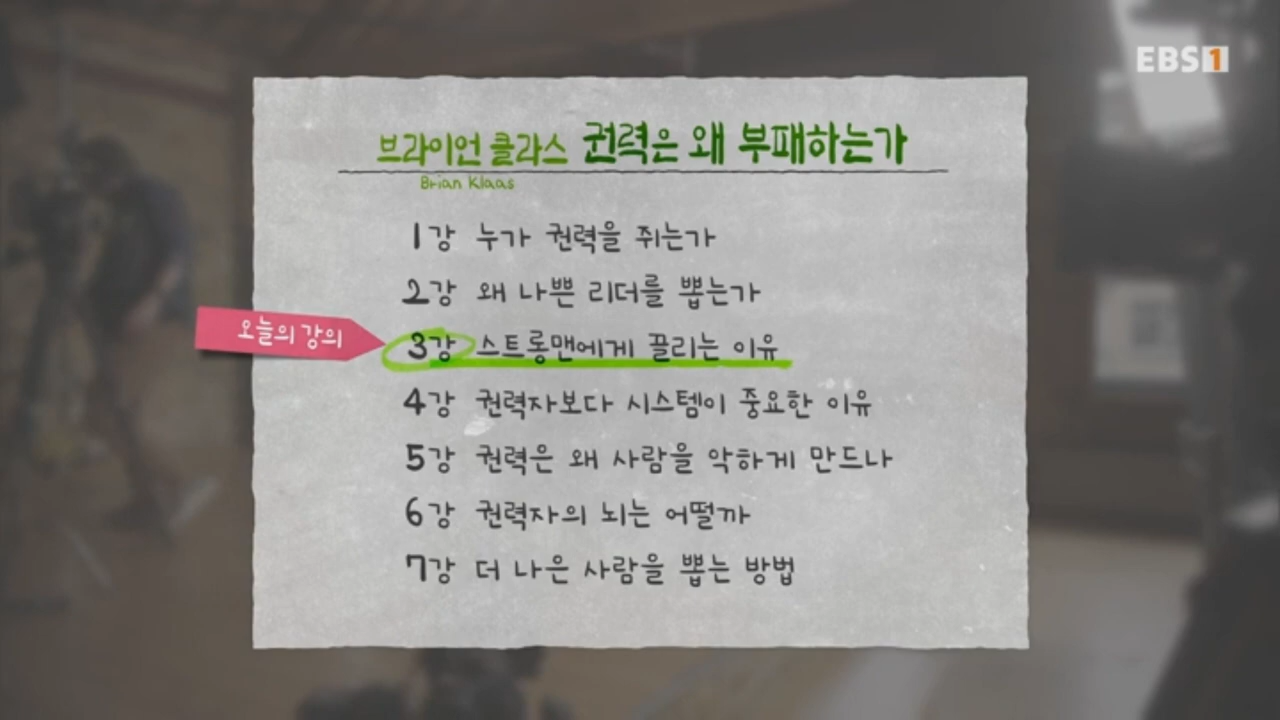 EBS1
브라이언 클라스 권력은 왜 부패하는가
Brian Klaas
1강 누가 권력을 쥐는가
2강 왜 나쁜 리더를 뽑는가
오늘의 강의
3강 스트롱맨에게 끌리는 이유
4강 권력자보다 시스템이 중요한 이유
5강 권력은 왜 사람을 악하게 만드나
6강 권력자의 뇌는 어떨까
7강 더 나은 사람을 뽑는 방법